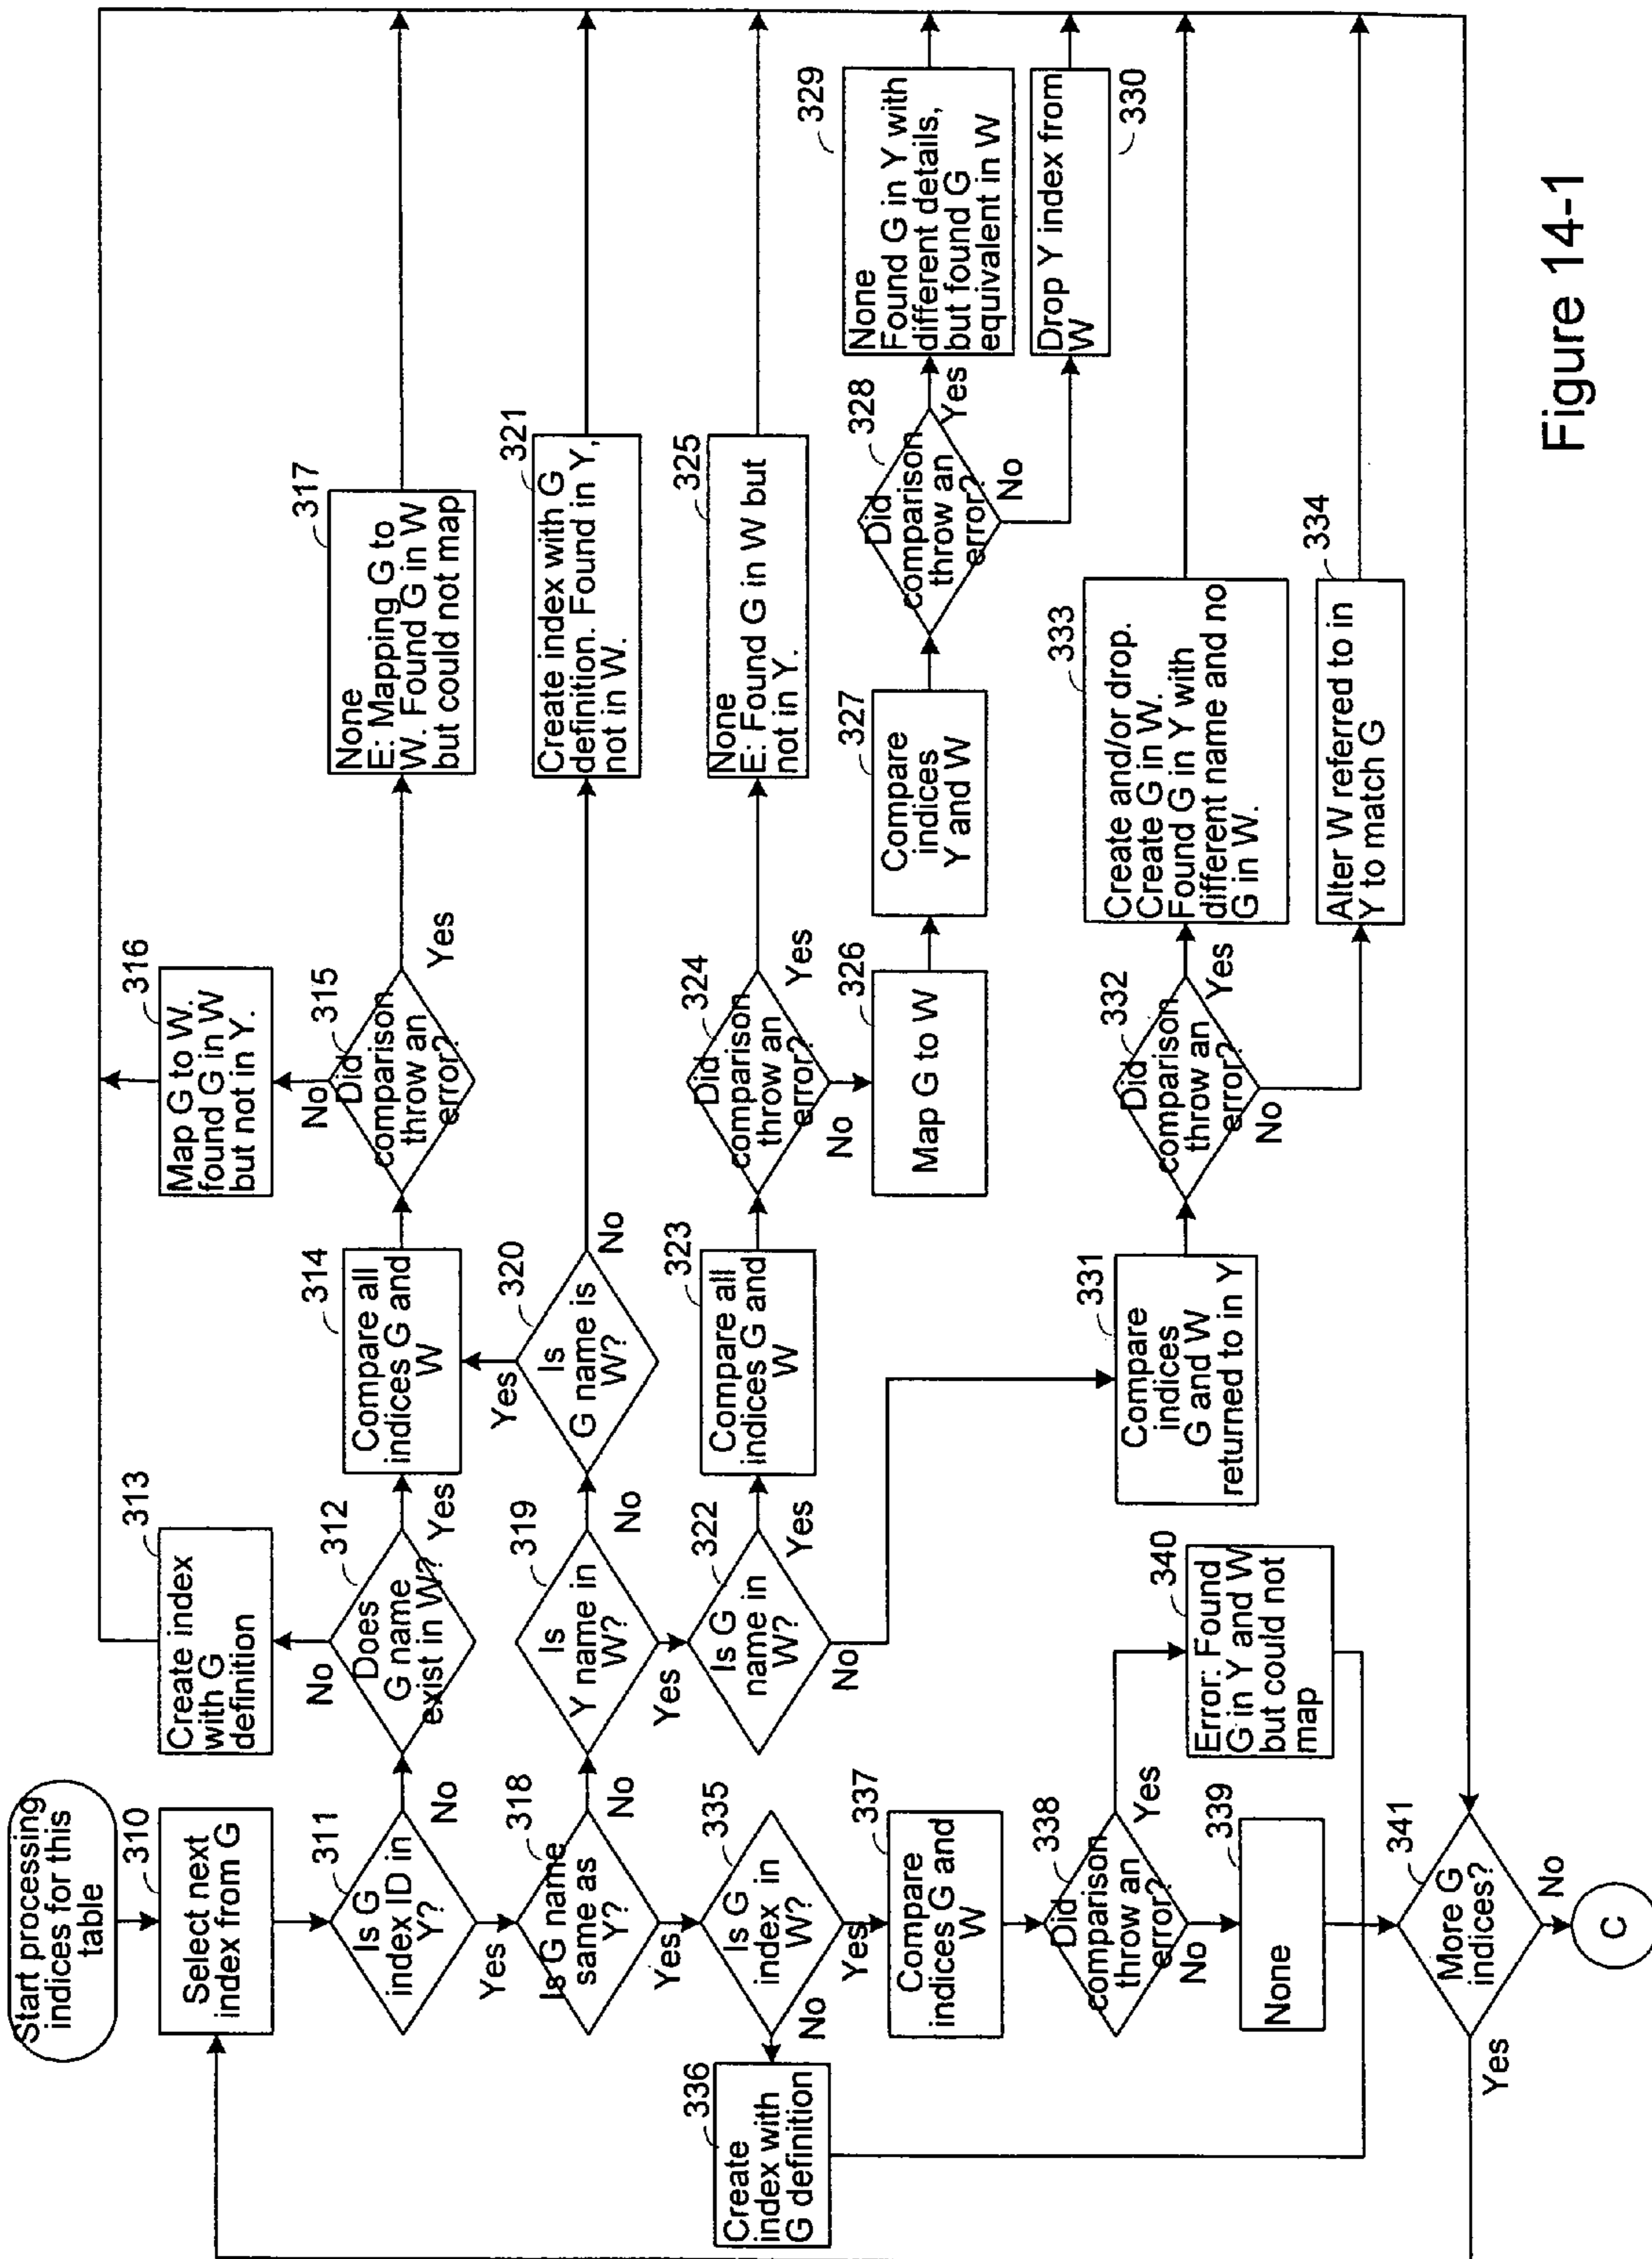 Start processing
indices for this
table
310
Select next
index from G
311
Is G
index ID in
Y?
No
Yes
312
Does
G name
exist in W?
No
Yes
313
Create index
with G
definition
314
Compare all
indices G and
W
315
Did
comparison
throw an
error?
No
Yes
316
Map G to W.
found G in W
but not in Y.
317
None
E: Mapping G to
W. Found G in W
but could not map
318
Is G name
same as
Y?
No
Yes
319
Is
Y name in
W?
No
Yes
320
Is
G name is
W?
Yes
No
321
Create index with G
definition. Found in Y,
not in W.
322
Is G
name in
W?
Yes
No
323
Compare all
indices G and
W
324
Did
comparison
throw an
error?
Yes
No
325
None
E: Found G in W but
not in Y.
326
Map G to W
327
Compare
indices
Y and W
328
Did
comparison
throw an
error?
Yes
No
329
None
Found G in Y with
different details,
but found G
equivalent in W
330
Drop Y index from
W
331
Compare
indices
G and W
returned to in Y
332
Did
comparison
throw an
error?
Yes
No
333
Create and/or drop.
Create G in W.
Found G in Y with
different name and no
G in W.
334
Alter W referred to in
Y to match G
335
Is G
index in
W?
No
Yes
336
Create
index with
G definition
337
Compare
indices G and
W
338
Did
comparison
throw an
error?
Yes
No
339
None
340
Error: Found
G in Y and W
but could not
map
341
More G
indices?
Yes
No
C
Figure 14-1